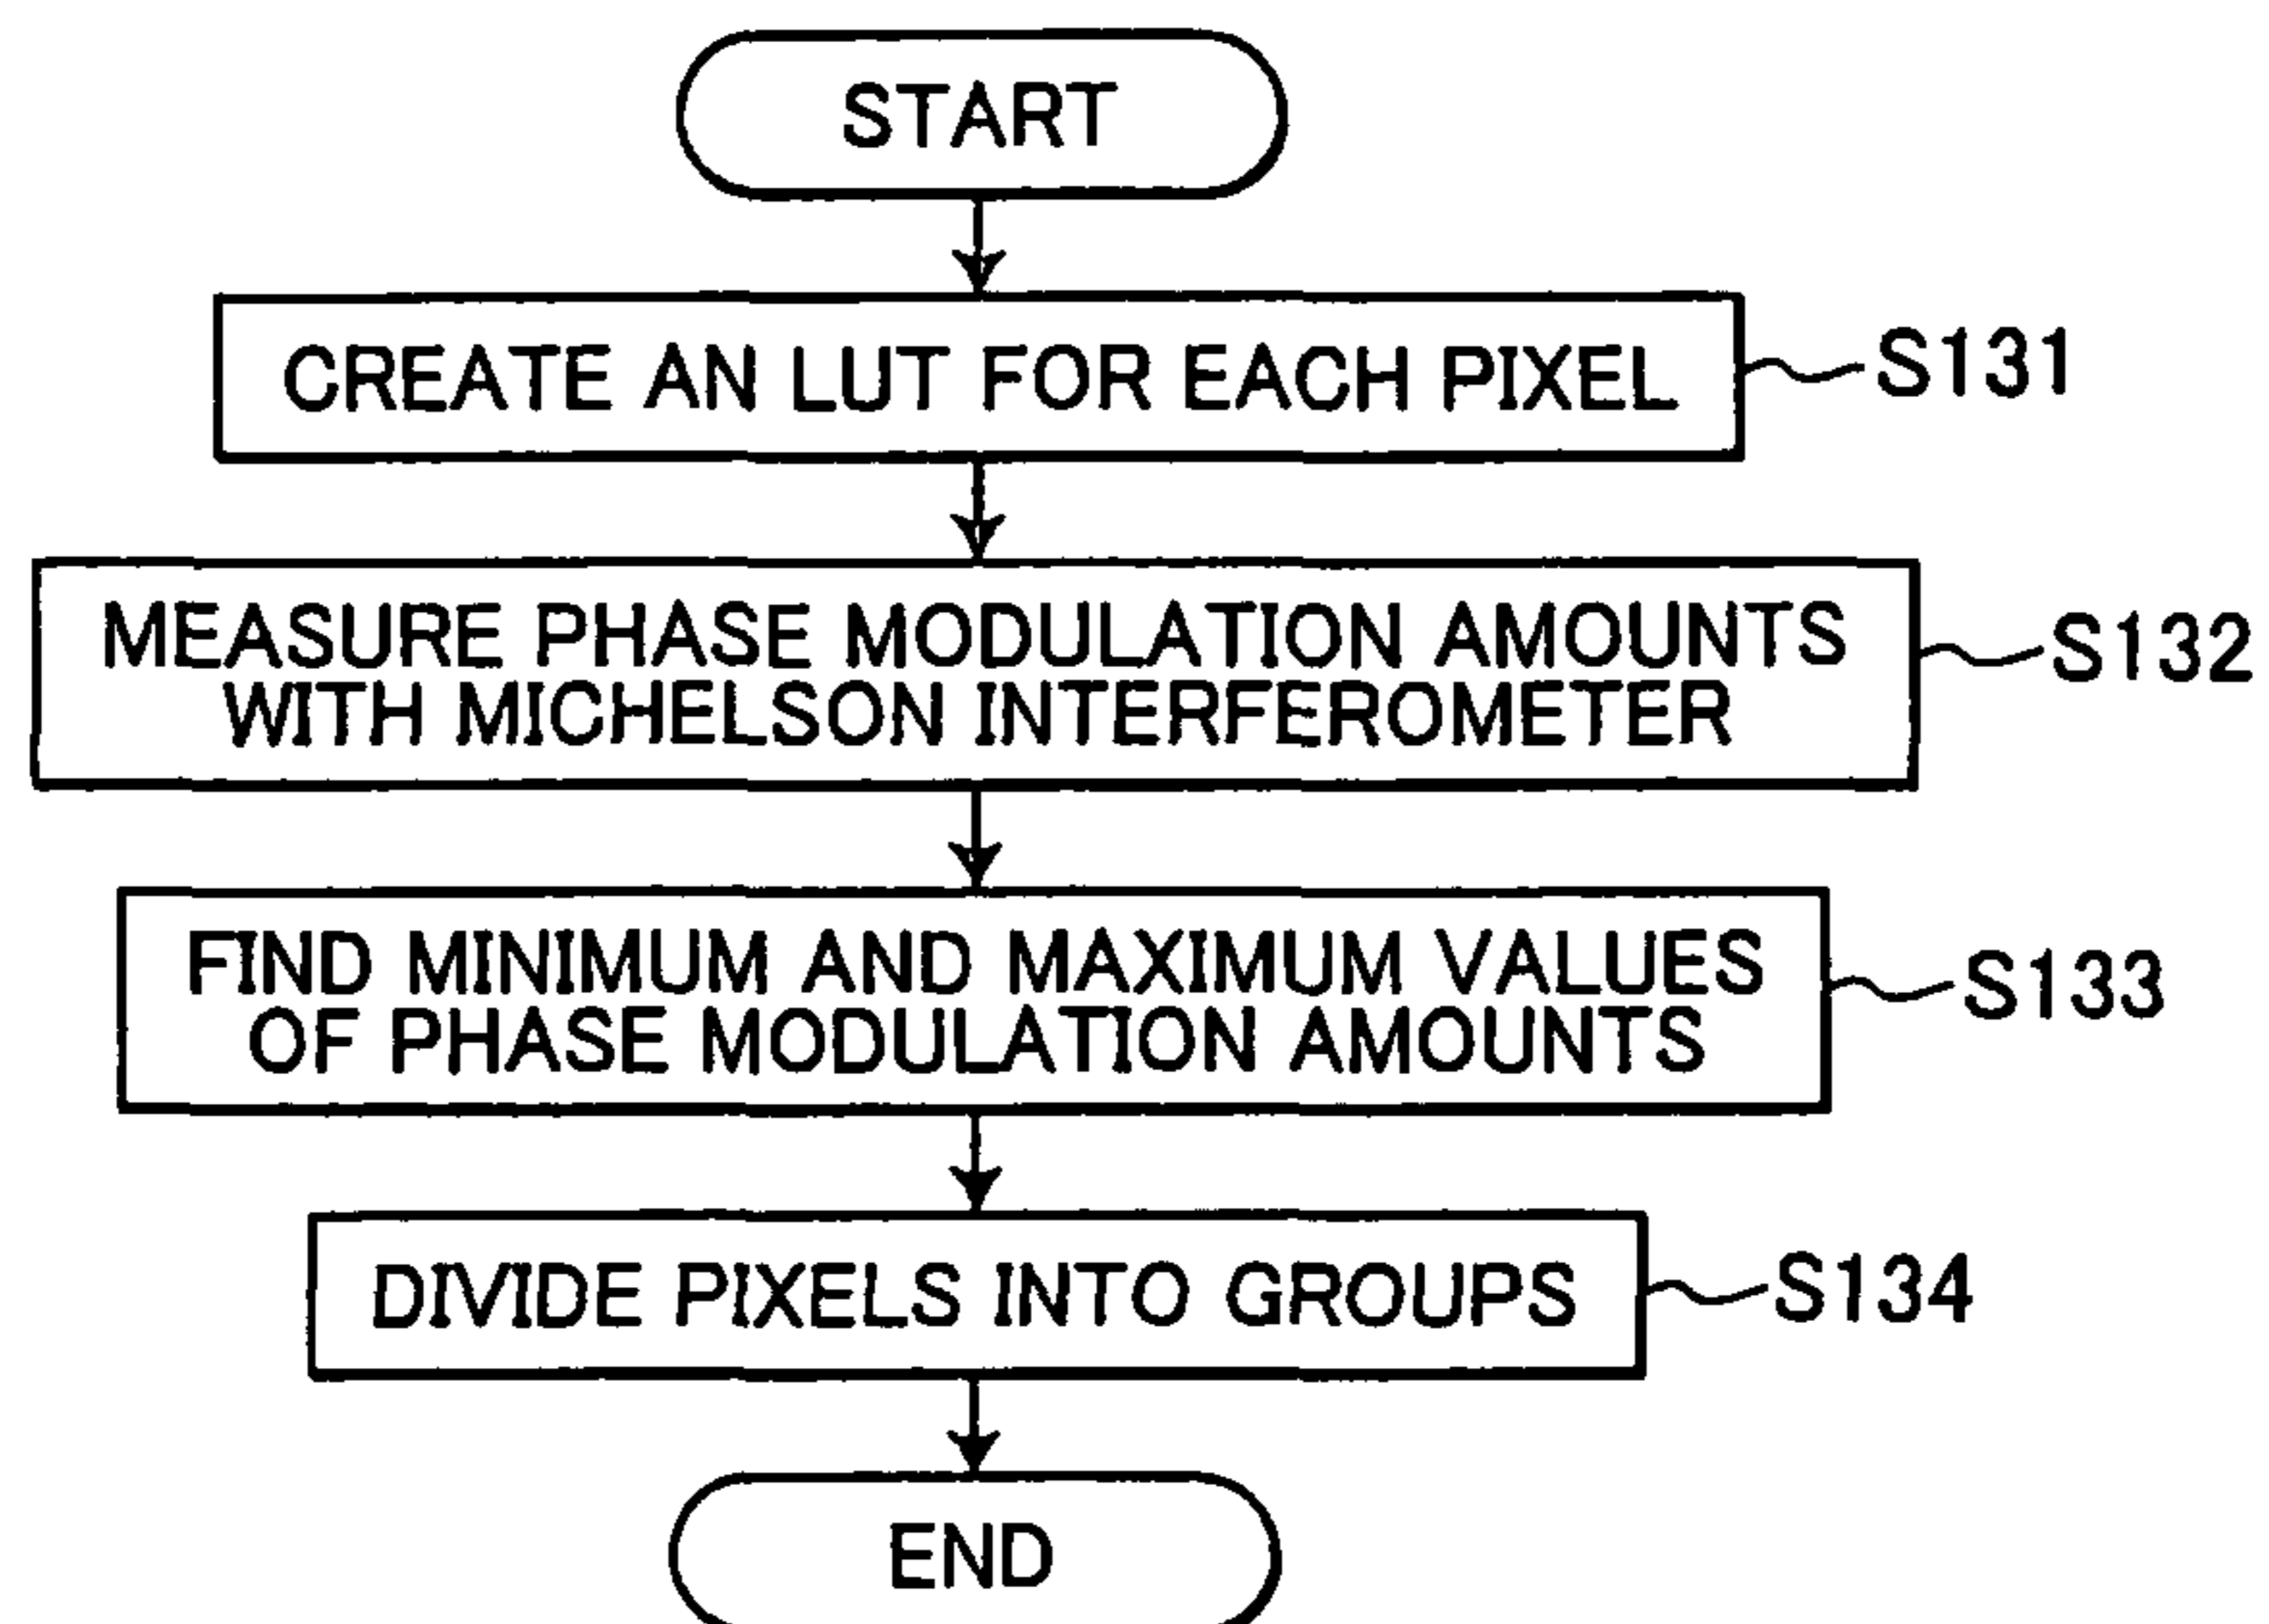 START
CREATE AN LUT FOR EACH PIXEL
S131
MEASURE PHASE MODULATION AMOUNTS
WITH MICHELSON INTERFEROMETER
S132
FIND MINIMUM AND MAXIMUM VALUES
OF PHASE MODULATION AMOUNTS
S133
DIVIDE PIXELS INTO GROUPS
S134
END